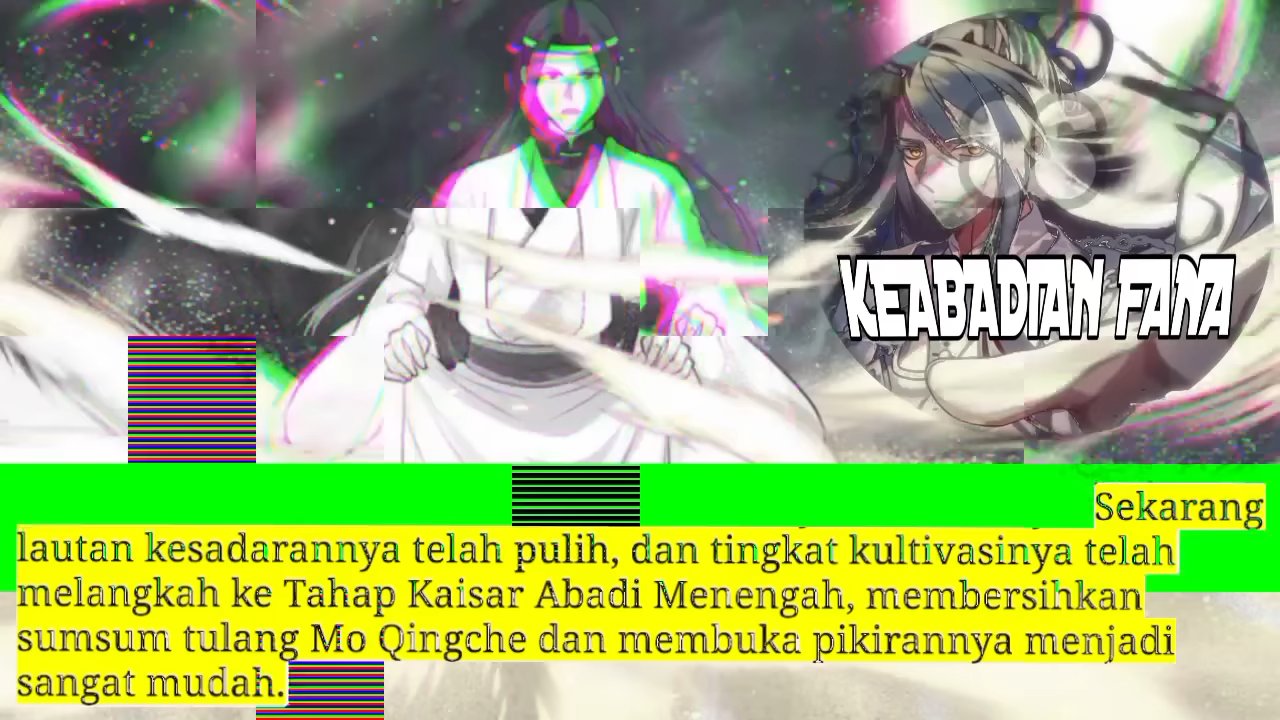 KEABADIAN FANA
Sekarang
lautan kesadarannya telah pulih, dan tingkat kultivasinya telah
melangkah ke Tahap Kaisar Abadi Menengah, membersihkan
sumsum tulang Mo Qingche dan membuka pikirannya menjadi
sangat mudah.